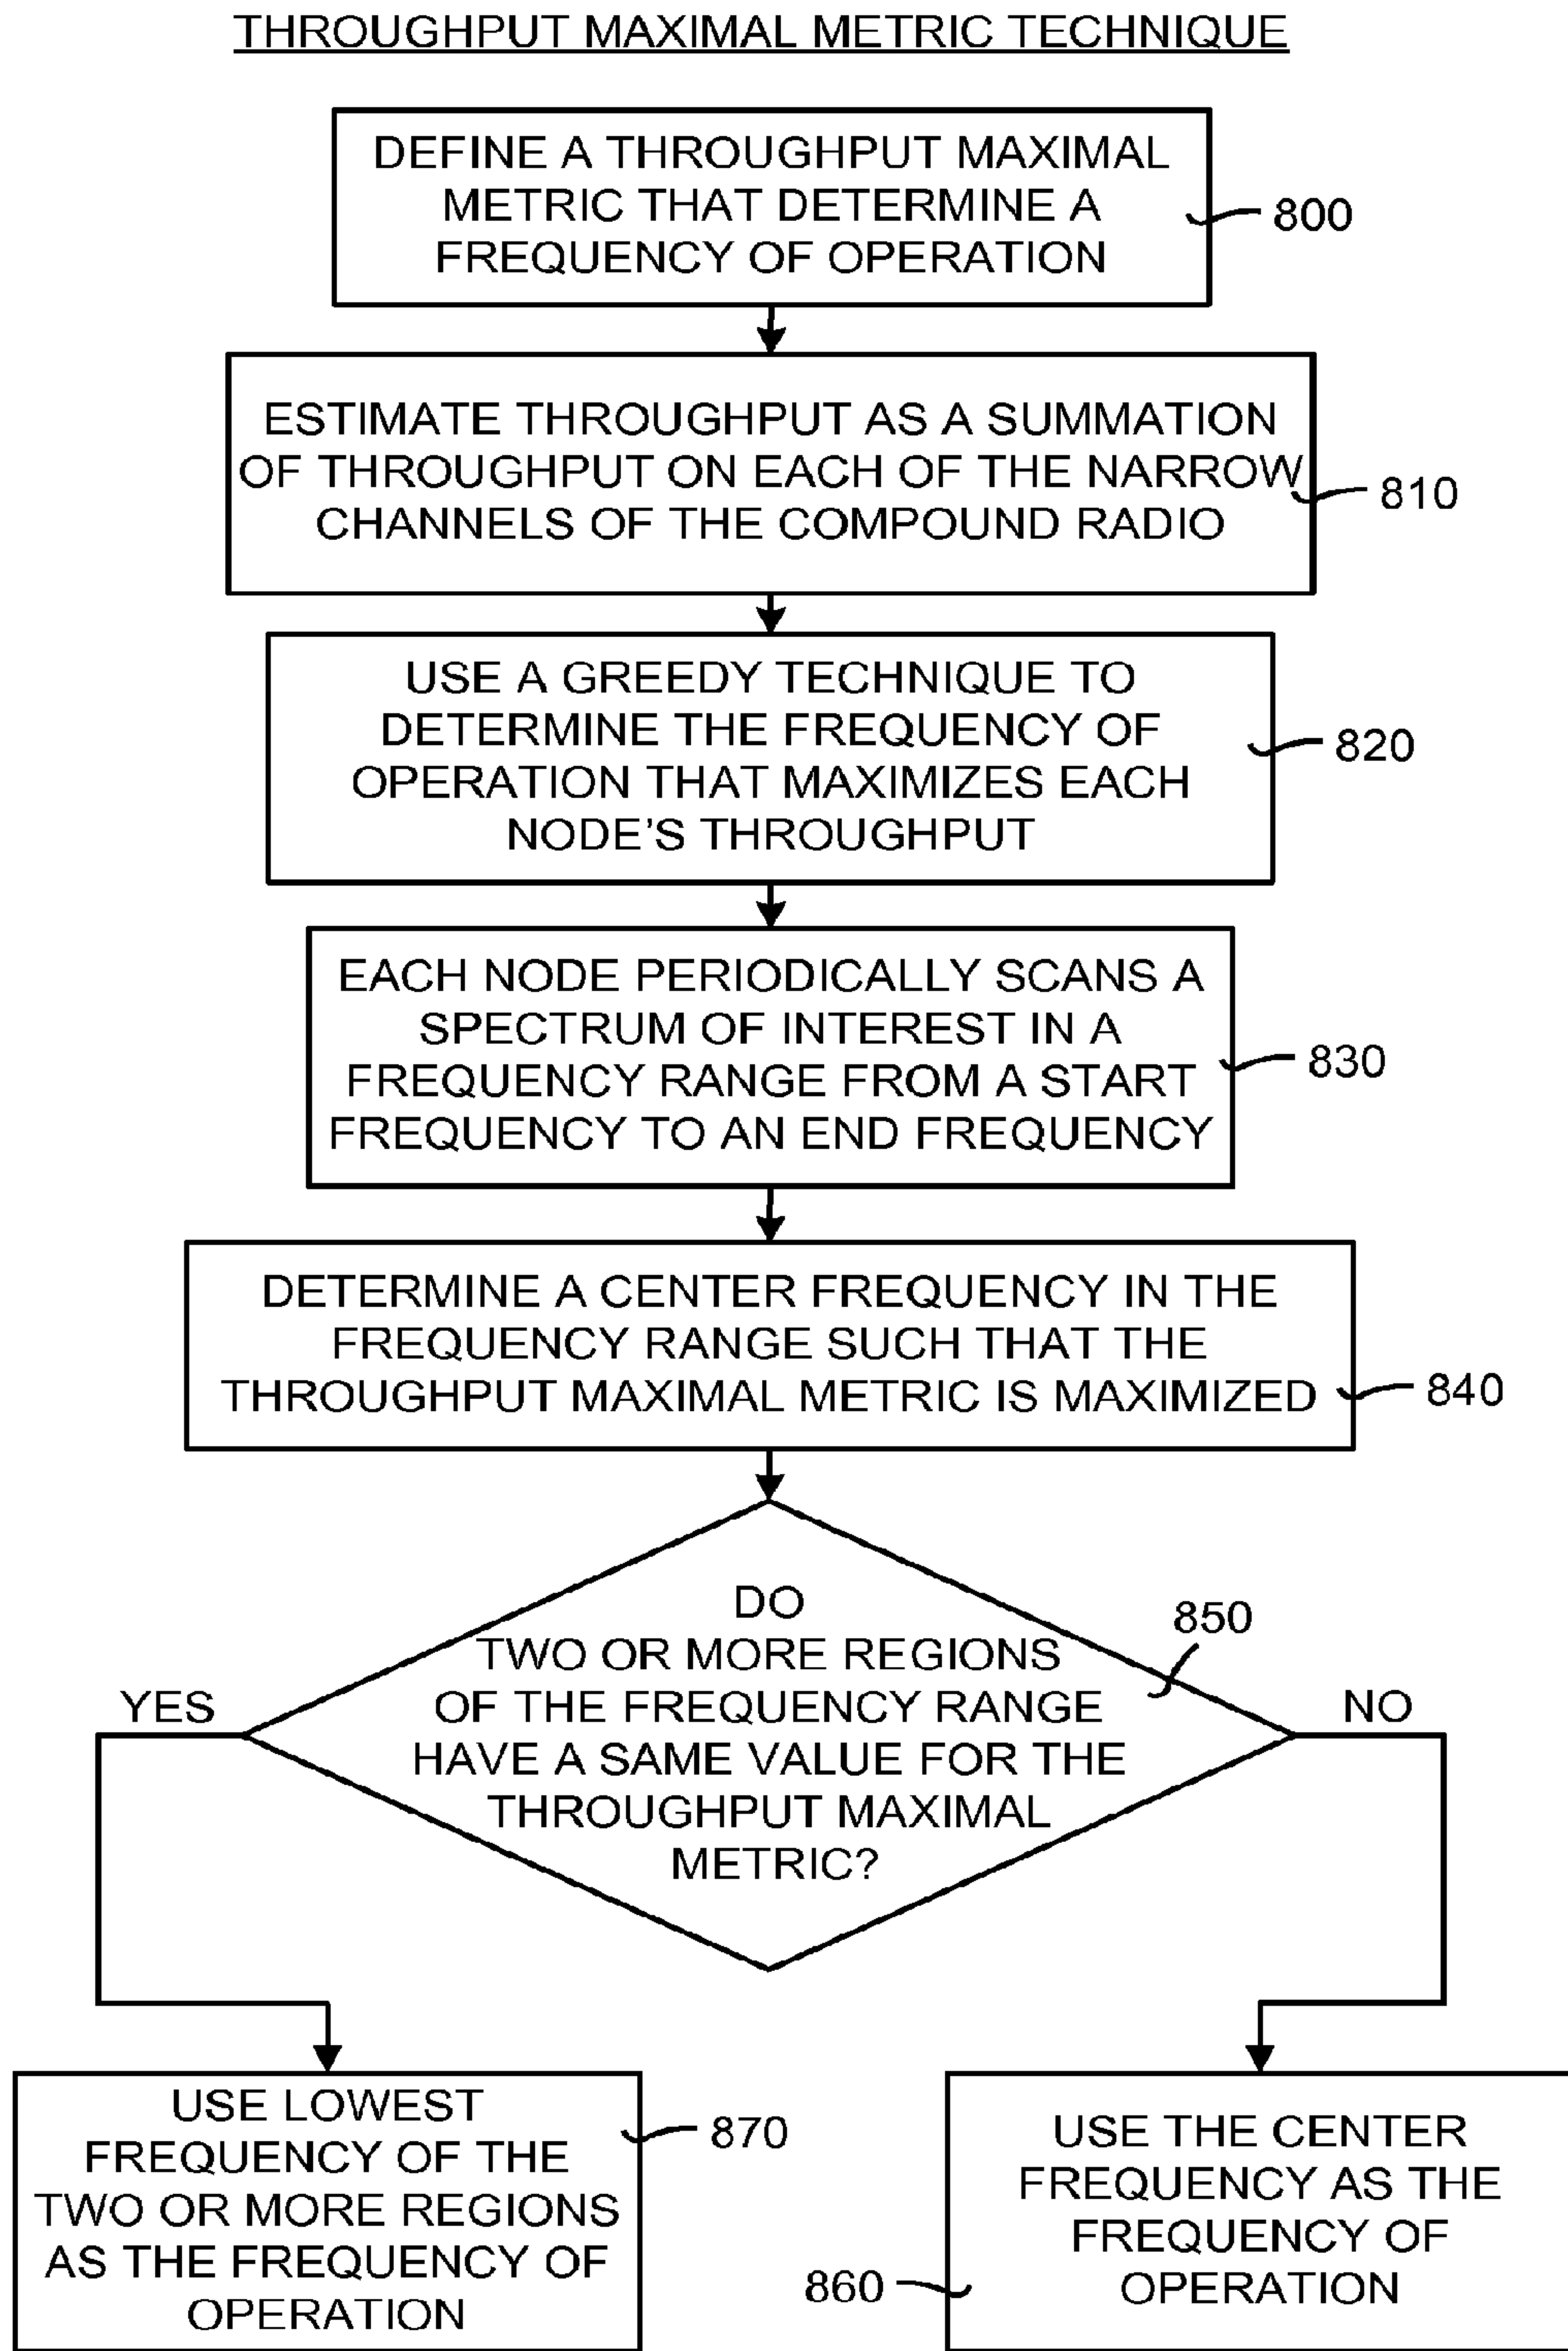 THROUGHPUT MAXIMAL METRIC TECHNIQUE
DEFINE A THROUGHPUT MAXIMAL
METRIC THAT DETERMINE A
FREQUENCY OF OPERATION
800
ESTIMATE THROUGHPUT AS A SUMMATION
OF THROUGHPUT ON EACH OF THE NARROW
CHANNELS OF THE COMPOUND RADIO
810
USE A GREEDY TECHNIQUE TO
DETERMINE THE FREQUENCY OF
OPERATION THAT MAXIMIZES EACH
NODE'S THROUGHPUT
820
EACH NODE PERIODICALLY SCANS A
SPECTRUM OF INTEREST IN A
FREQUENCY RANGE FROM A START
FREQUENCY TO AN END FREQUENCY
830
DETERMINE A CENTER FREQUENCY IN THE
FREQUENCY RANGE SUCH THAT THE
THROUGHPUT MAXIMAL METRIC IS MAXIMIZED
840
DO
TWO OR MORE REGIONS
OF THE FREQUENCY RANGE
HAVE A SAME VALUE FOR THE
THROUGHPUT MAXIMAL
METRIC?
850
YES
NO
USE LOWEST
FREQUENCY OF THE
TWO OR MORE REGIONS
AS THE FREQUENCY OF
OPERATION
870
USE THE CENTER
FREQUENCY AS THE
FREQUENCY OF
OPERATION
860